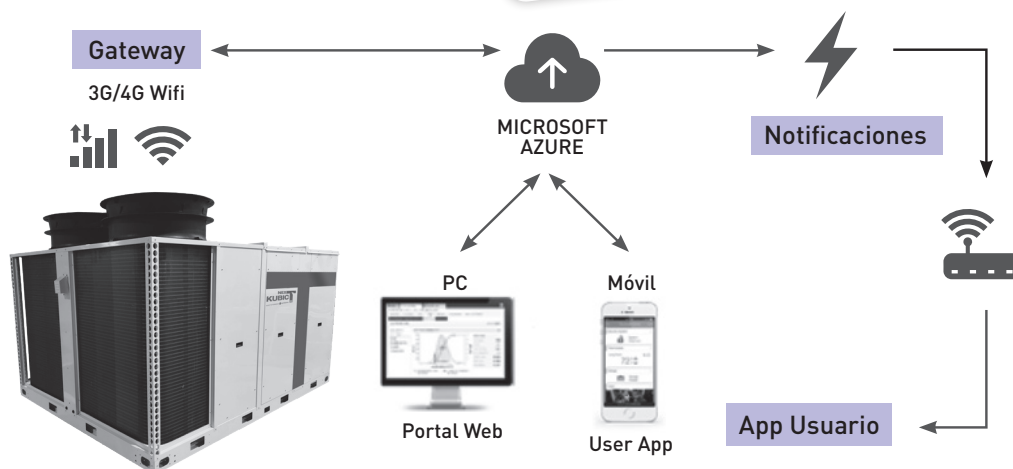 Gateway
3G/4G Wifi
MICROSOFT
AZURE
Notificaciones
PC
Móvil
KUBIC
Portal Web
User App
App Usuario